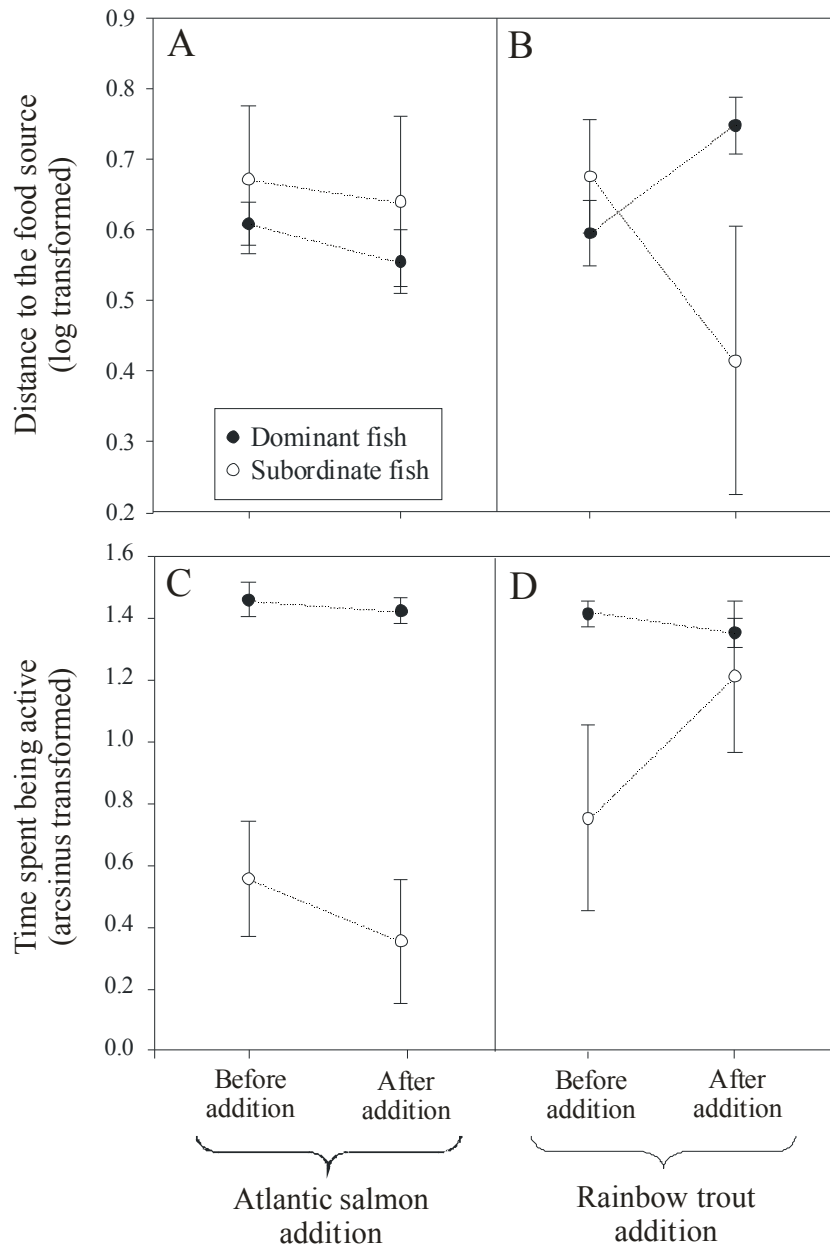 Distance to the food source
(log transformed)
0.9
0.8
0.7
0.6
0.5
0.4
0.3
0.2
A
B
Dominant fish
Subordinate fish
Time spent being active
(arcsinus transformed)
1.6
1.4
1.2
1.0
0.8
0.6
0.4
0.2
0.0
C
D
Before
addition
After
addition
Before
addition
After
addition
Atlantic salmon
addition
Rainbow trout
addition